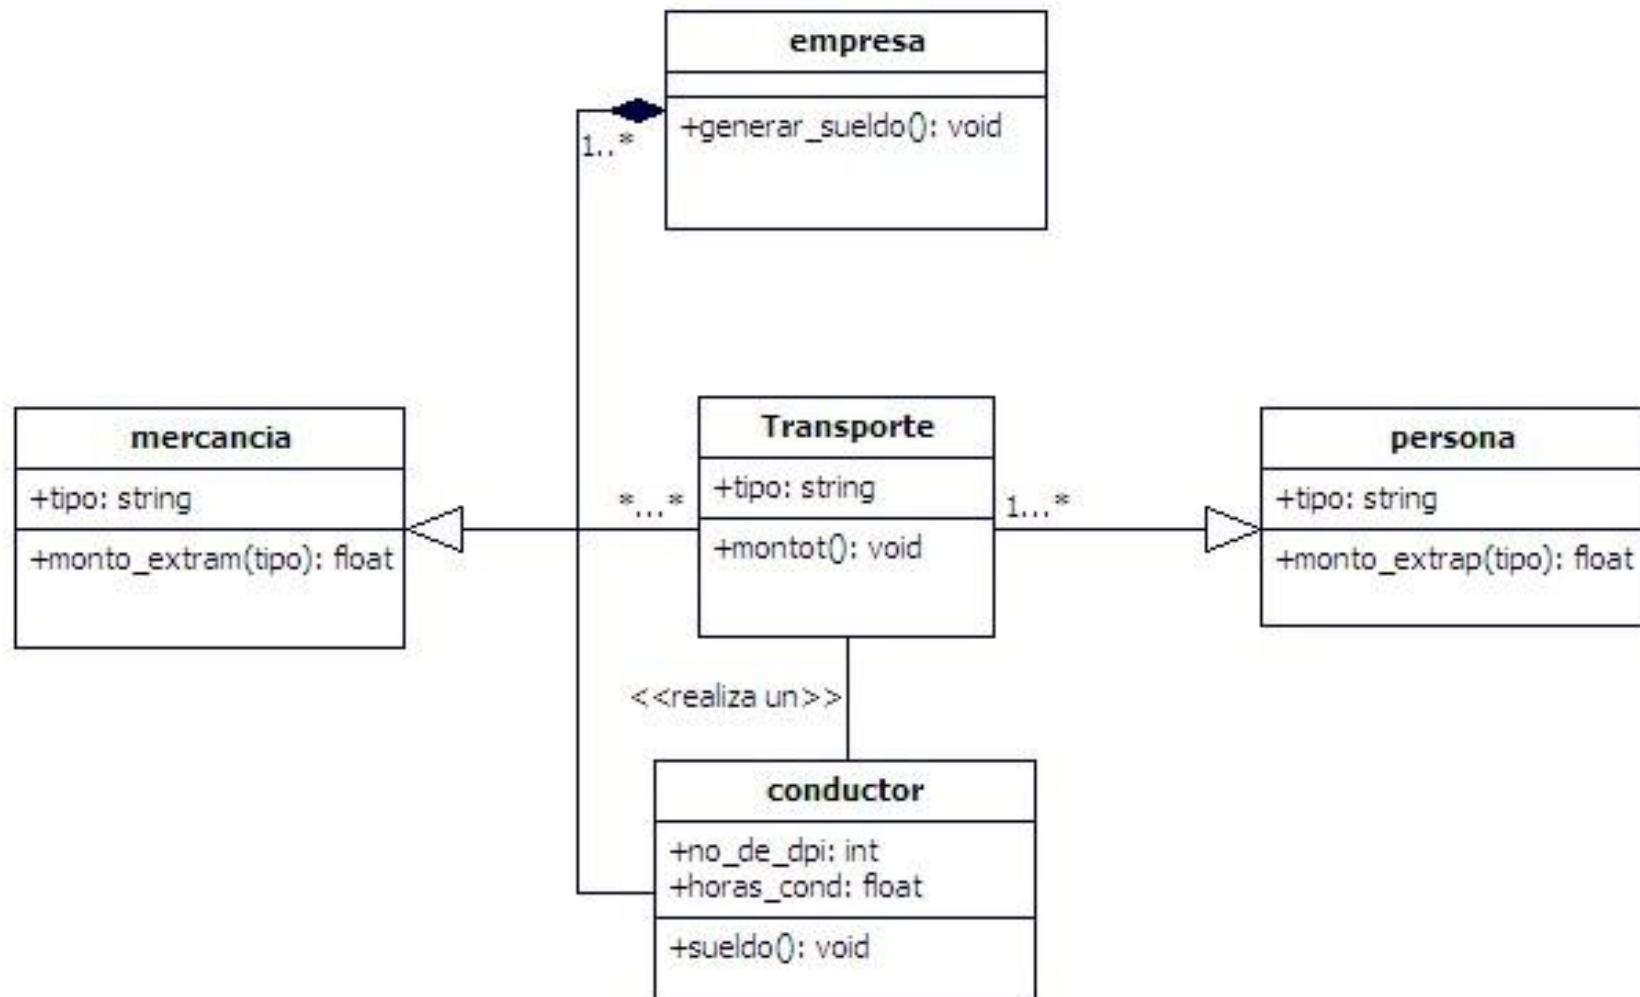 empresa
+generar_sueldo(): void
1..*
mercancia
+tipo: string
+monto_extram(tipo): float
*...*
Transporte
+tipo: string
+montot(): void
1...*
persona
+tipo: string
+monto_extrap(tipo): float
<<realiza un>>
conductor
+no_de_dpi: int
+horas_cond: float
+sueldo(): void